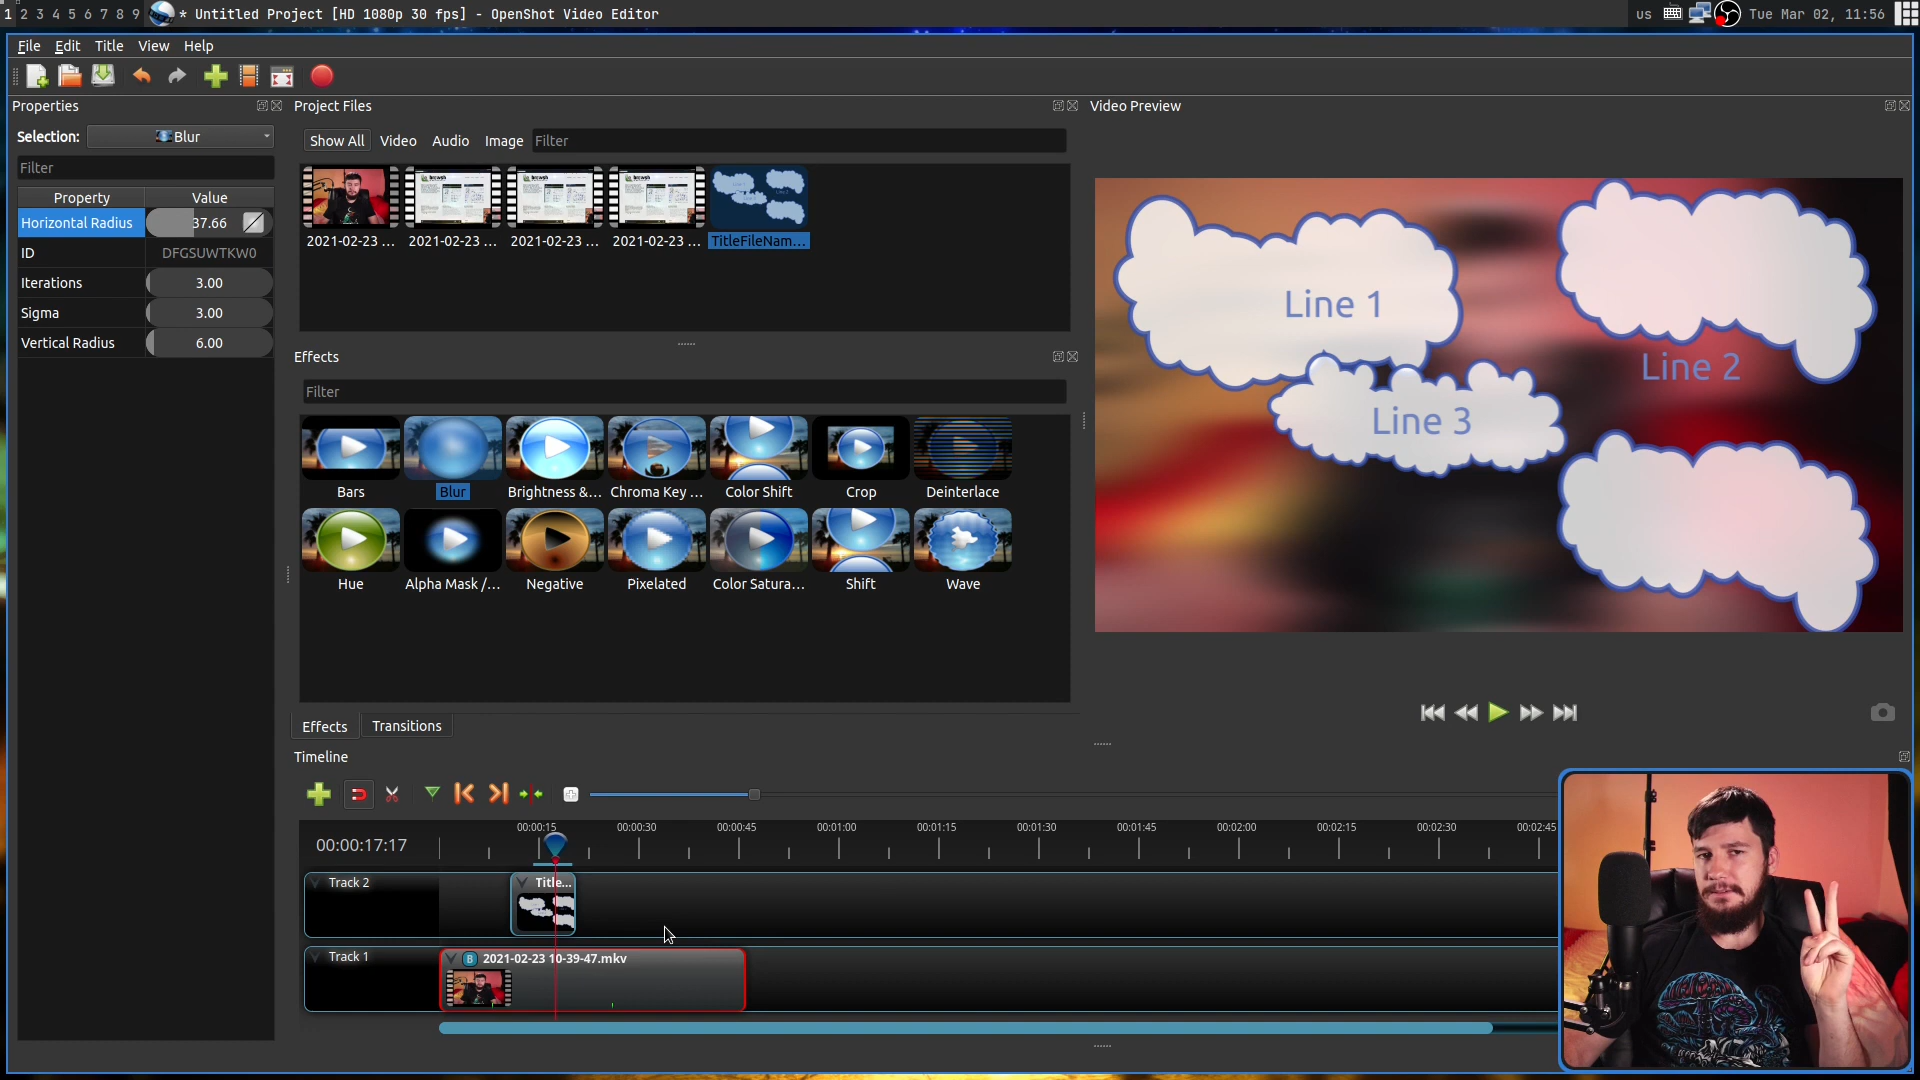 1 2 3 4 5 6 7 8 9 * Untitled Project [HD 1080p 30 fps] - OpenShot Video Editor us Tue Mar 02, 11:56
File Edit Title View Help
Properties Project Files Video Preview
Selection: Blur
Show All Video Audio Image Filter
Filter
Property Value
Horizontal Radius 37.66
ID DFGSUWTKW0
Iterations 3.00
Sigma 3.00
Vertical Radius 6.00
2021-02-23 ... 2021-02-23 ... 2021-02-23 ... 2021-02-23 ... TitleFileNam...
Effects
Filter
Bars Blur Brightness &... Chroma Key ... Color Shift Crop Deinterlace
Hue Alpha Mask /... Negative Pixelated Color Satura... Shift Wave
Line 1
Line 2
Line 3
Effects Transitions
Timeline
00:00:15 00:00:30 00:00:45 00:01:00 00:01:15 00:01:30 00:01:45 00:02:00 00:02:15 00:02:30 00:02:45
00:00:17:17
Track 2 Title...
Track 1 B 2021-02-23 10-39-47.mkv